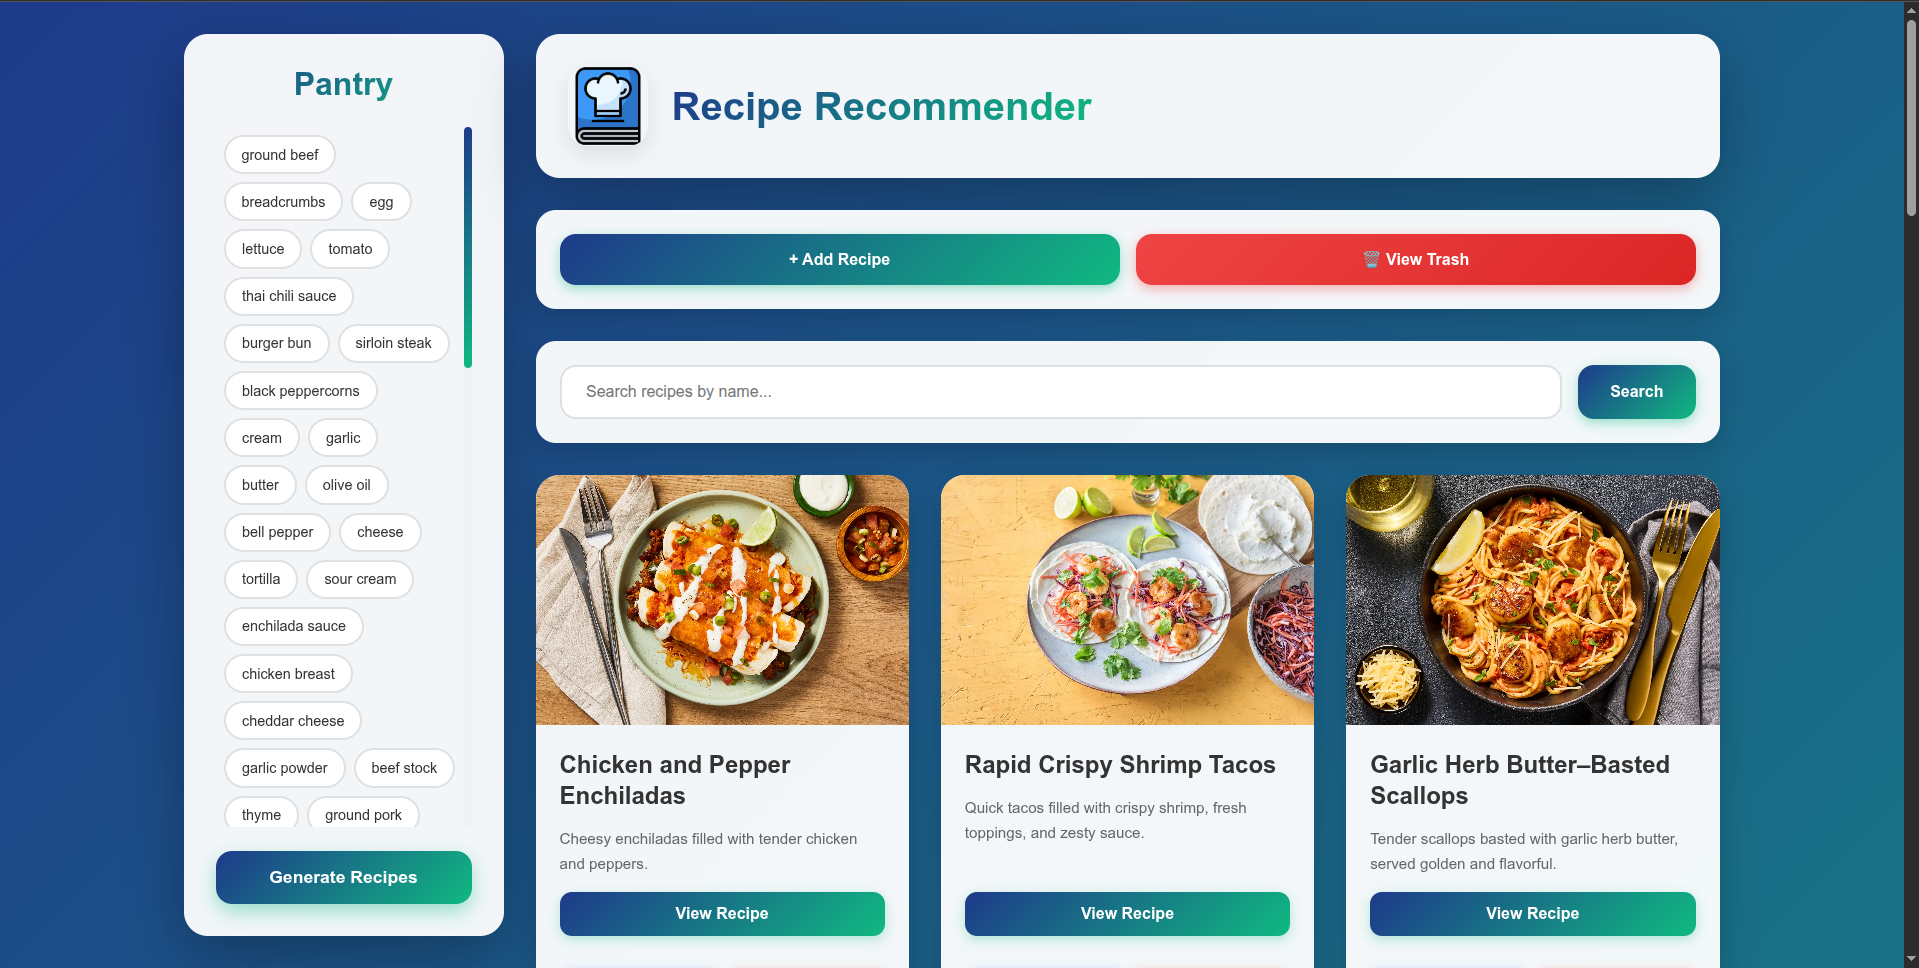 Pantry
ground beef
breadcrumbs egg
lettuce tomato
thai chili sauce
burger bun sirloin steak
black peppercorns
cream garlic
butter olive oil
bell pepper cheese
tortilla sour cream
enchilada sauce
chicken breast
cheddar cheese
garlic powder beef stock
thyme ground pork
Generate Recipes
Recipe Recommender
+ Add Recipe
🗑️ View Trash
Search recipes by name...
Search
Chicken and Pepper
Enchiladas
Cheesy enchiladas filled with tender chicken
and peppers.
View Recipe
Rapid Crispy Shrimp Tacos
Quick tacos filled with crispy shrimp, fresh
toppings, and zesty sauce.
View Recipe
Garlic Herb Butter–Basted
Scallops
Tender scallops basted with garlic herb butter,
served golden and flavorful.
View Recipe